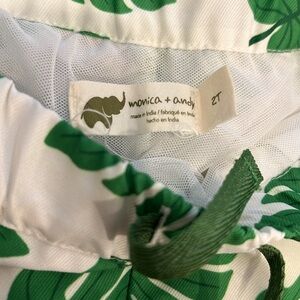 monica + andy
made in India / fabriqué en Inde
hecho en India
2T